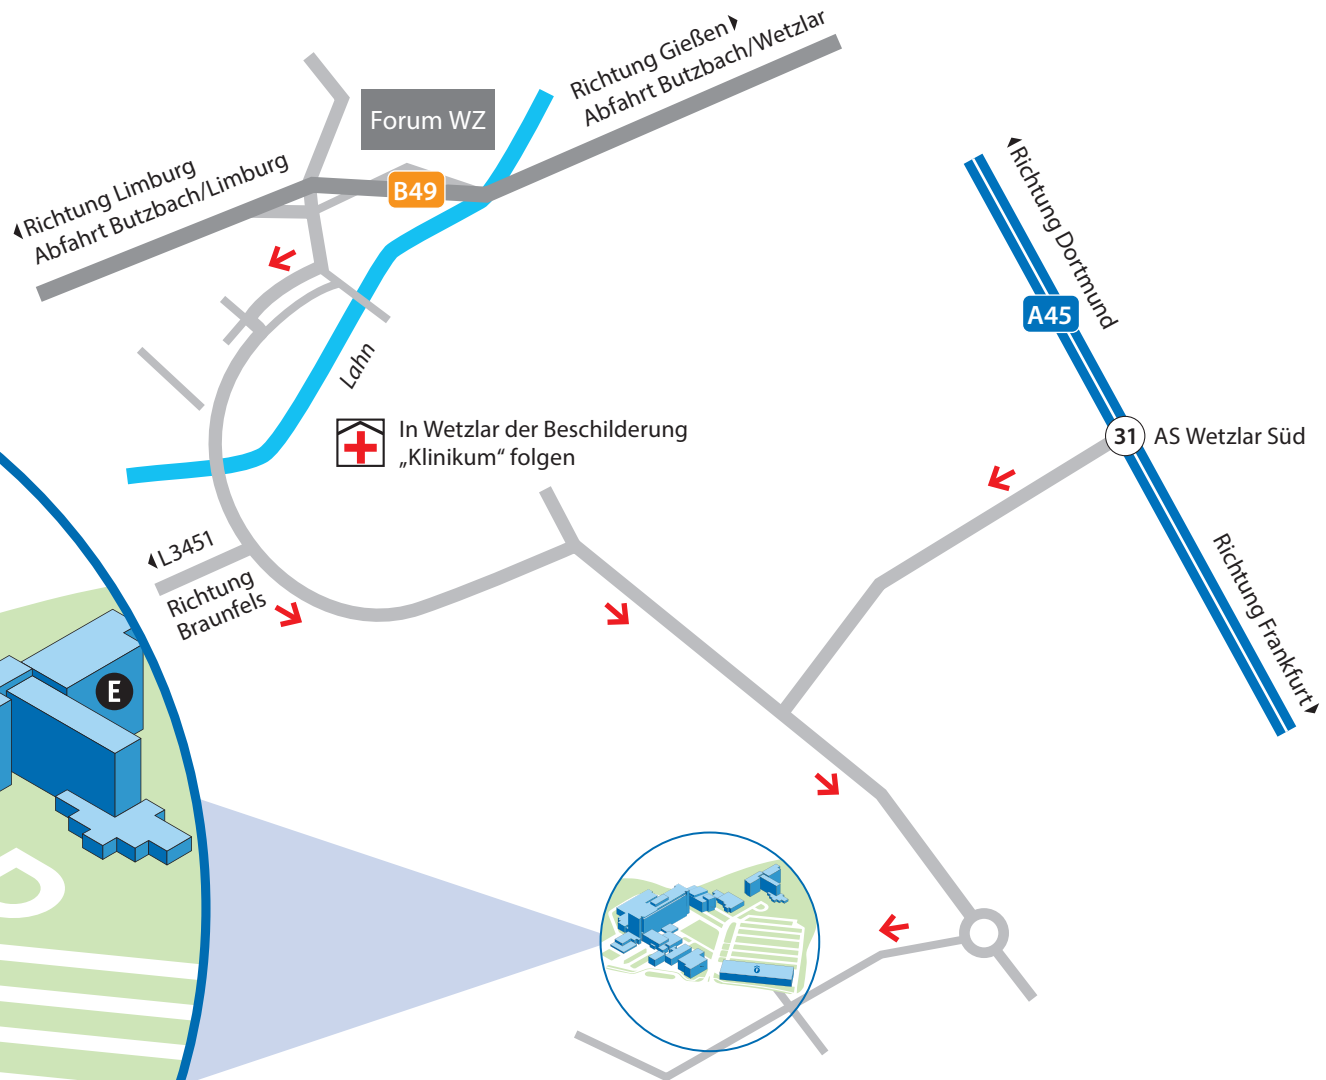 Richtung Gießen
Abfahrt Butzbach/Wetzlar
Forum WZ
B49
Richtung Limburg
Abfahrt Butzbach/Limburg
Richtung Dortmund
A45
Lahn
In Wetzlar der Beschilderung
„Klinikum“ folgen
31 AS Wetzlar Süd
L3451
Richtung
Braunfels
Richtung Frankfurt
E